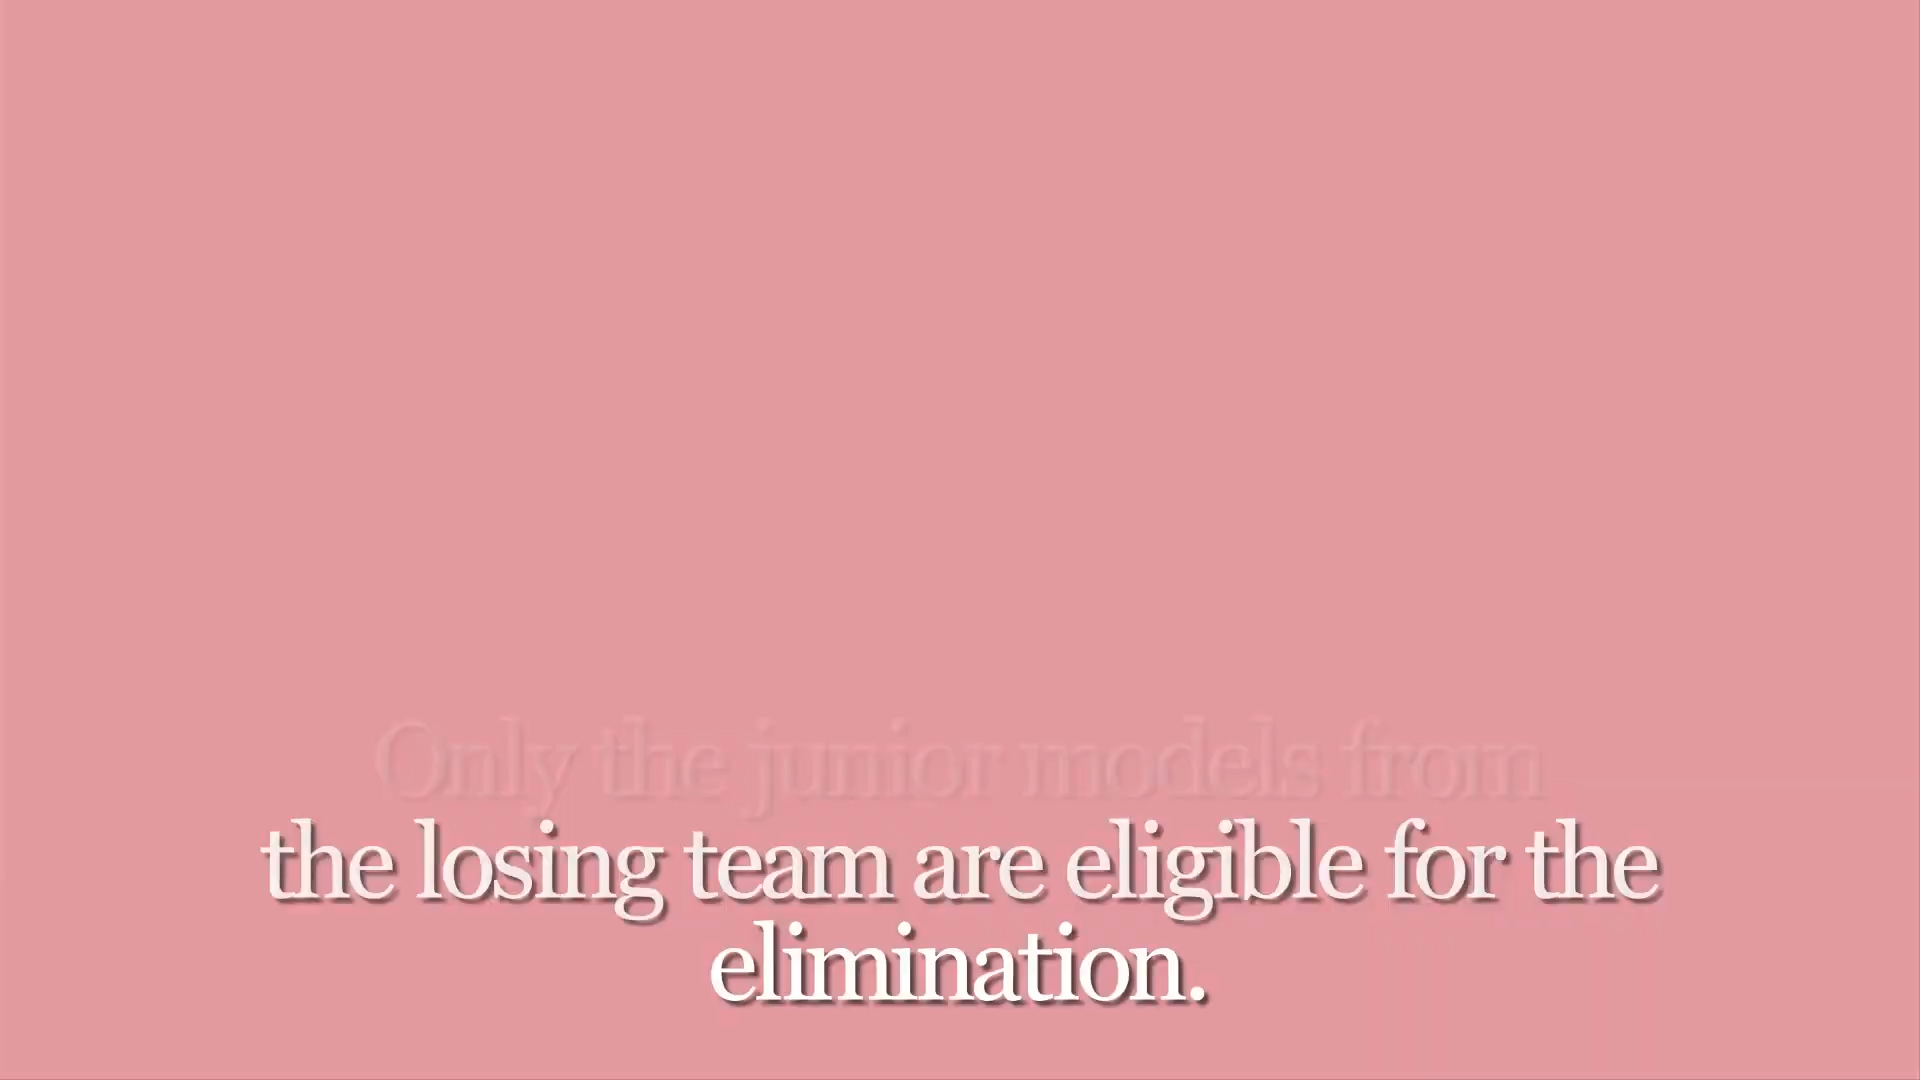 Only the junior models from
the losing team are eligible for the
elimination.